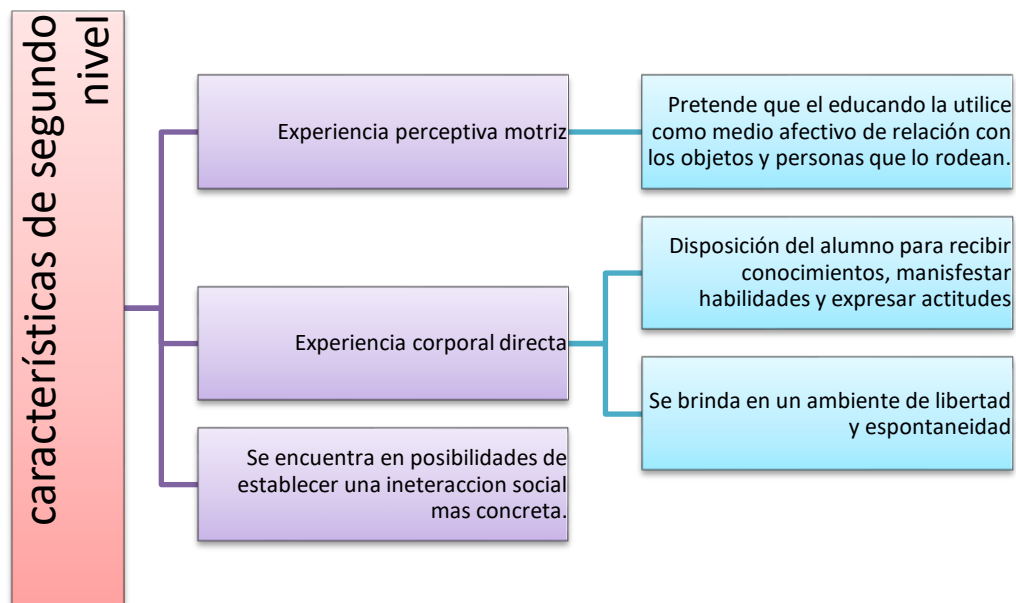 características de segundo
nivel
Experiencia perceptiva motriz
Pretende que el educando la utilice
como medio afectivo de relación con
los objetos y personas que lo rodean.
Experiencia corporal directa
Disposición del alumno para recibir
conocimientos, manisfestar
habilidades y expresar actitudes
Se brinda en un ambiente de libertad
y espontaneidad
Se encuentra en posibilidades de
establecer una ineteraccion social
mas concreta.